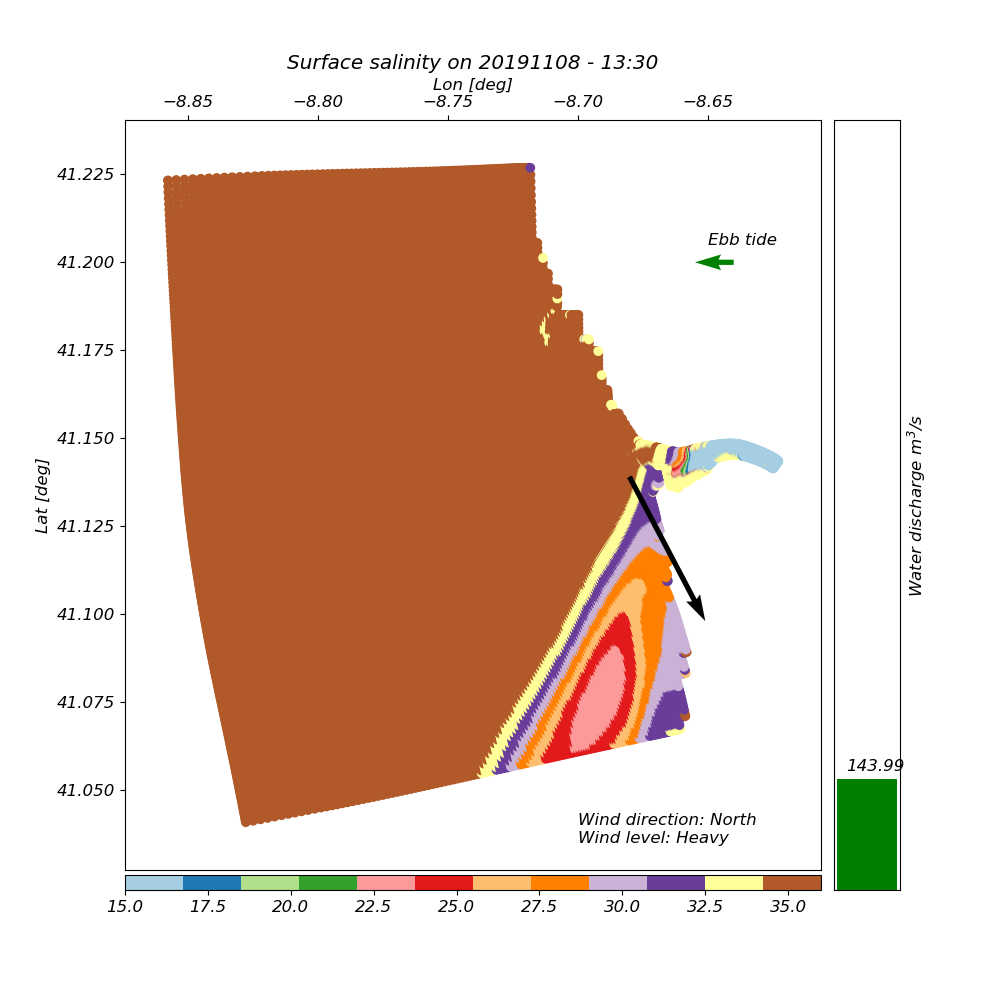 Surface salinity on 20191108 - 13:30
Lon [deg]
−8.85 −8.80 −8.75 −8.70 −8.65
41.225
41.200
41.175
41.150
41.125
41.100
41.075
41.050
Lat [deg]
Ebb tide
Wind direction: North
Wind level: Heavy
143.99
Water discharge m³/s
15.0 17.5 20.0 22.5 25.0 27.5 30.0 32.5 35.0